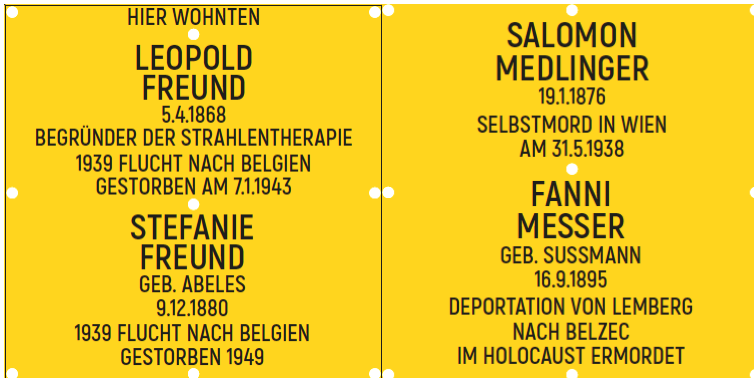 HIER WOHNTEN
LEOPOLD
FREUND
5.4.1868
BEGRÜNDER DER STRAHLENTHERAPIE
1939 FLUCHT NACH BELGIEN
GESTORBEN AM 7.1.1943
STEFANIE
FREUND
GEB. ABELES
9.12.1880
1939 FLUCHT NACH BELGIEN
GESTORBEN 1949
SALOMON
MEDLINGER
19.1.1876
SELBSTMORD IN WIEN
AM 31.5.1938
FANNI
MESSER
GEB. SUSSMANN
16.9.1895
DEPORTATION VON LEMBERG
NACH BELZEC
IM HOLOCAUST ERMORDET